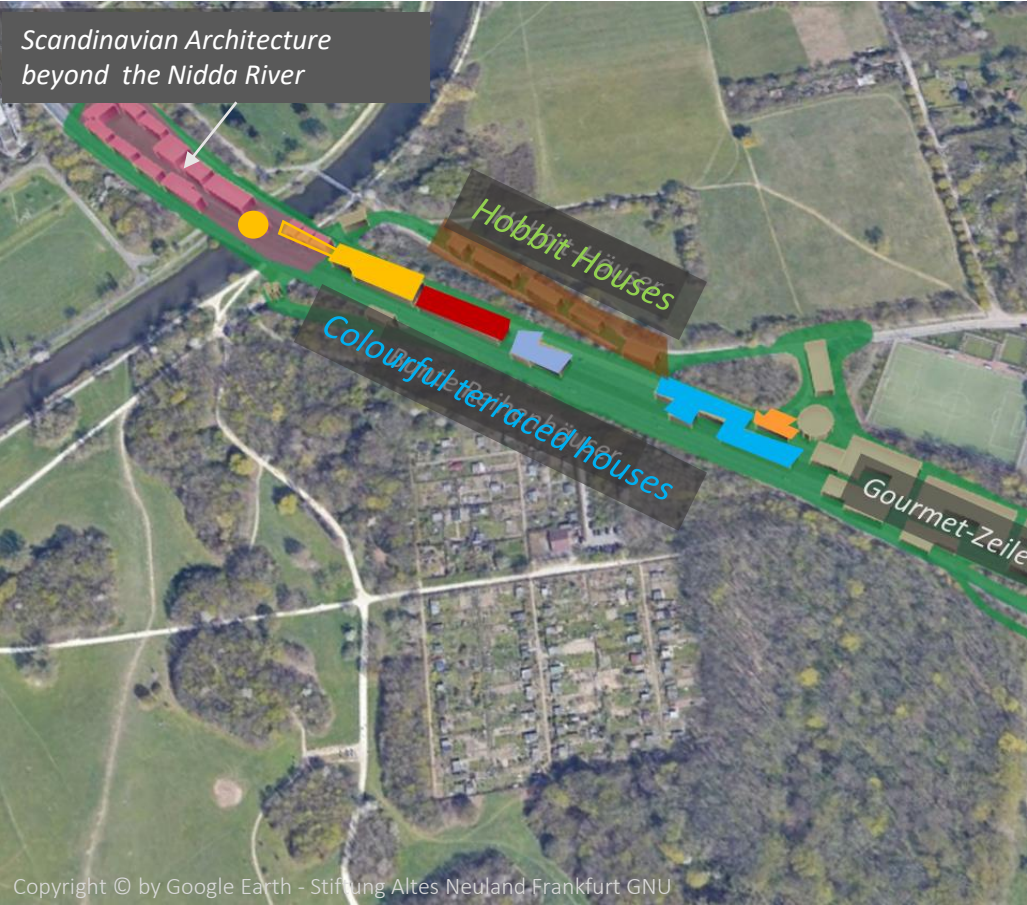 Scandinavian Architecture
beyond the Nidda River
Hobbit Houses
Colourful terraced houses
Gourmet-Zeile
Copyright © by Google Earth - Stiftung Altes Neuland Frankfurt GNU